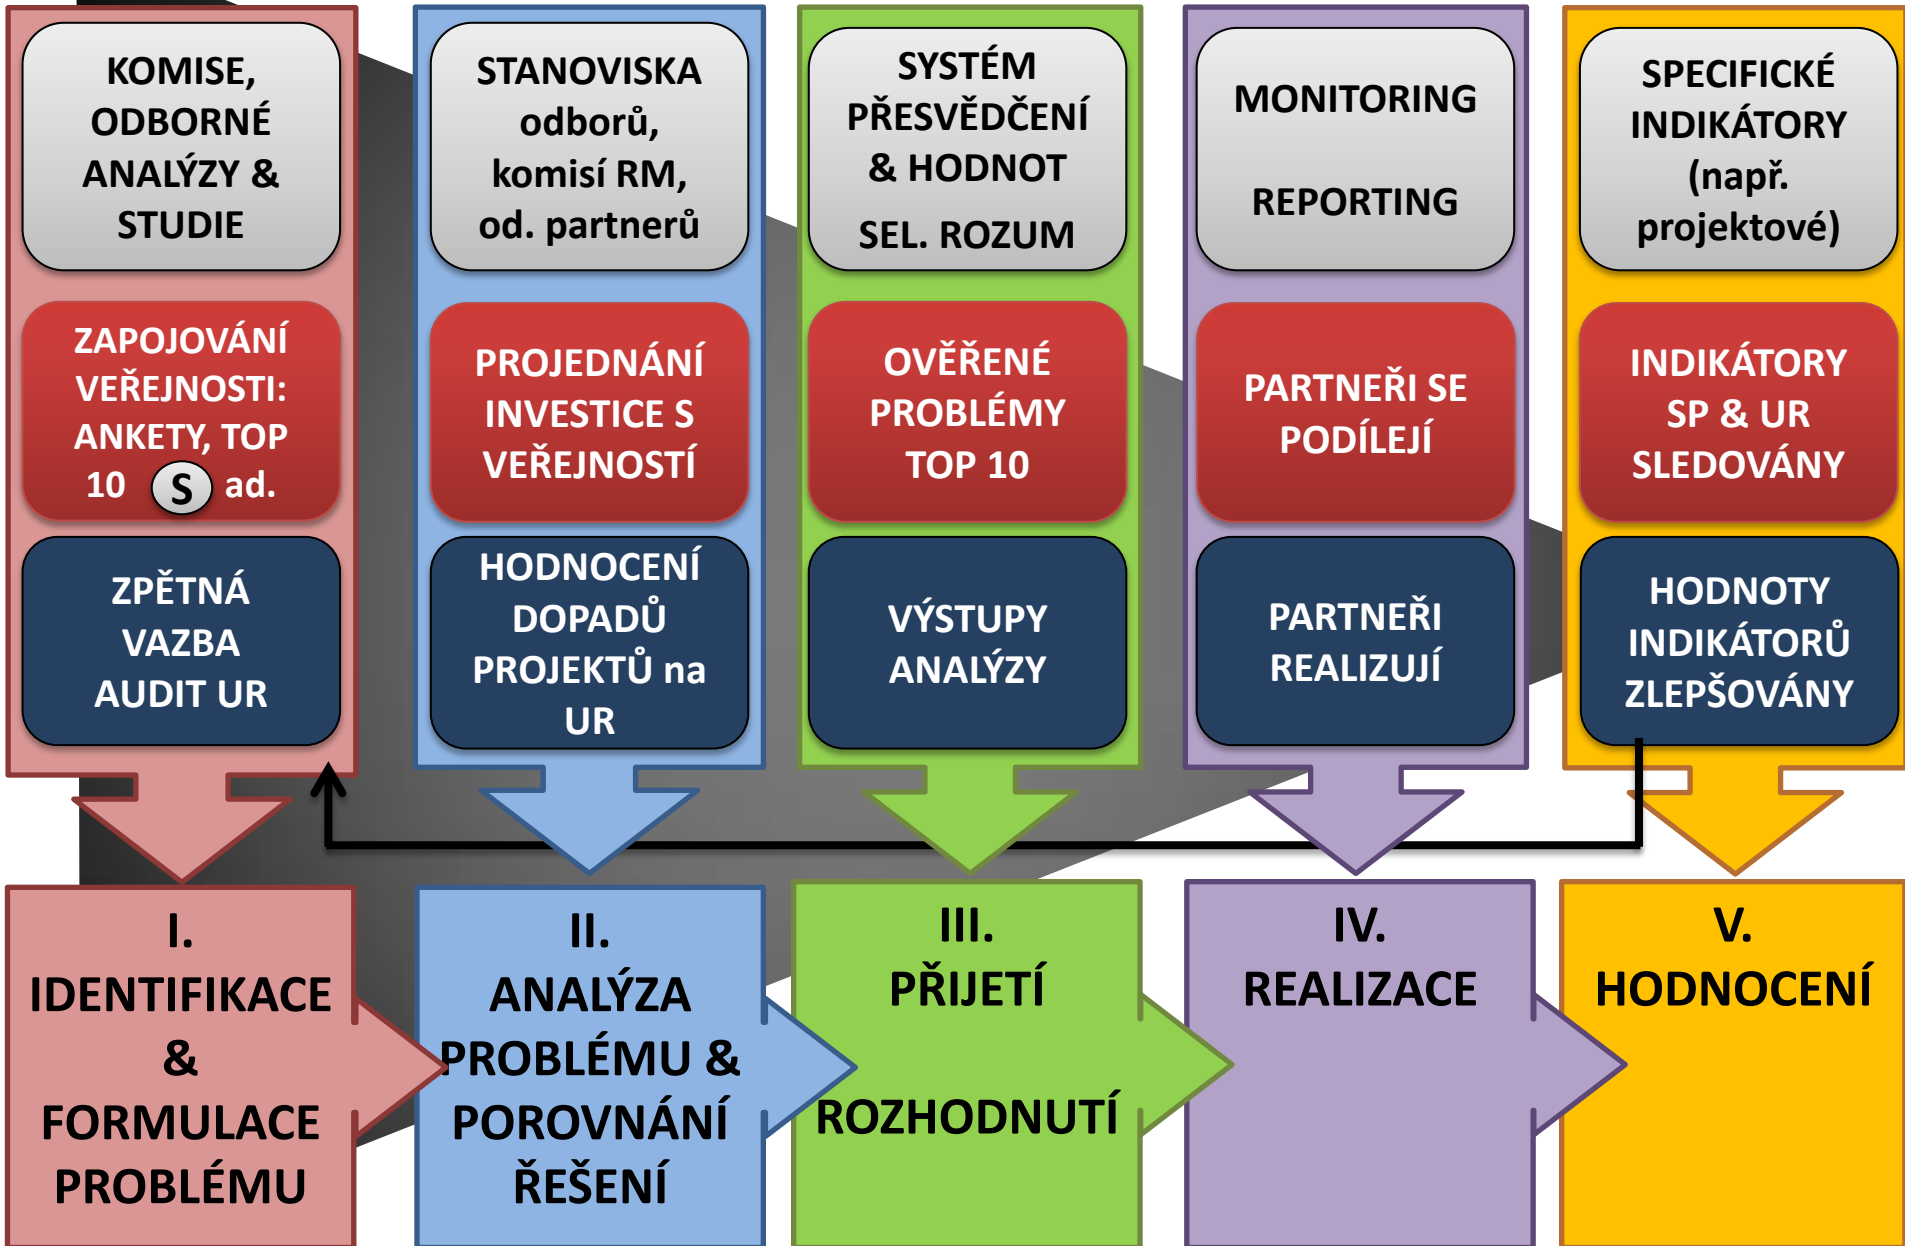 KOMISE,
ODBORNÉ
ANALÝZY &
STUDIE
ZAPOJOVÁNÍ
VEŘEJNOSTI:
ANKETY, TOP
10 S ad.
ZPĚTNÁ
VAZBA
AUDIT UR
I.
IDENTIFIKACE
&
FORMULACE
PROBLÉMU
STANOVISKA
odborů,
komisí RM,
od. partnerů
PROJEDNÁNÍ
INVESTICE S
VEŘEJNOSTÍ
HODNOCENÍ
DOPADŮ
PROJEKTŮ na
UR
II.
ANALÝZA
PROBLÉMU &
POROVNÁNÍ
ŘEŠENÍ
SYSTÉM
PŘESVĚDČENÍ
& HODNOT
SEL. ROZUM
OVĚŘENÉ
PROBLÉMY
TOP 10
VÝSTUPY
ANALÝZY
III.
PŘIJETÍ
ROZHODNUTÍ
MONITORING
REPORTING
PARTNEŘI SE
PODÍLEJÍ
PARTNEŘI
REALIZUJÍ
IV.
REALIZACE
SPECIFICKÉ
INDIKÁTORY
(např.
projektové)
INDIKÁTORY
SP & UR
SLEDOVÁNY
HODNOTY
INDIKÁTORŮ
ZLEPŠOVÁNY
V.
HODNOCENÍ